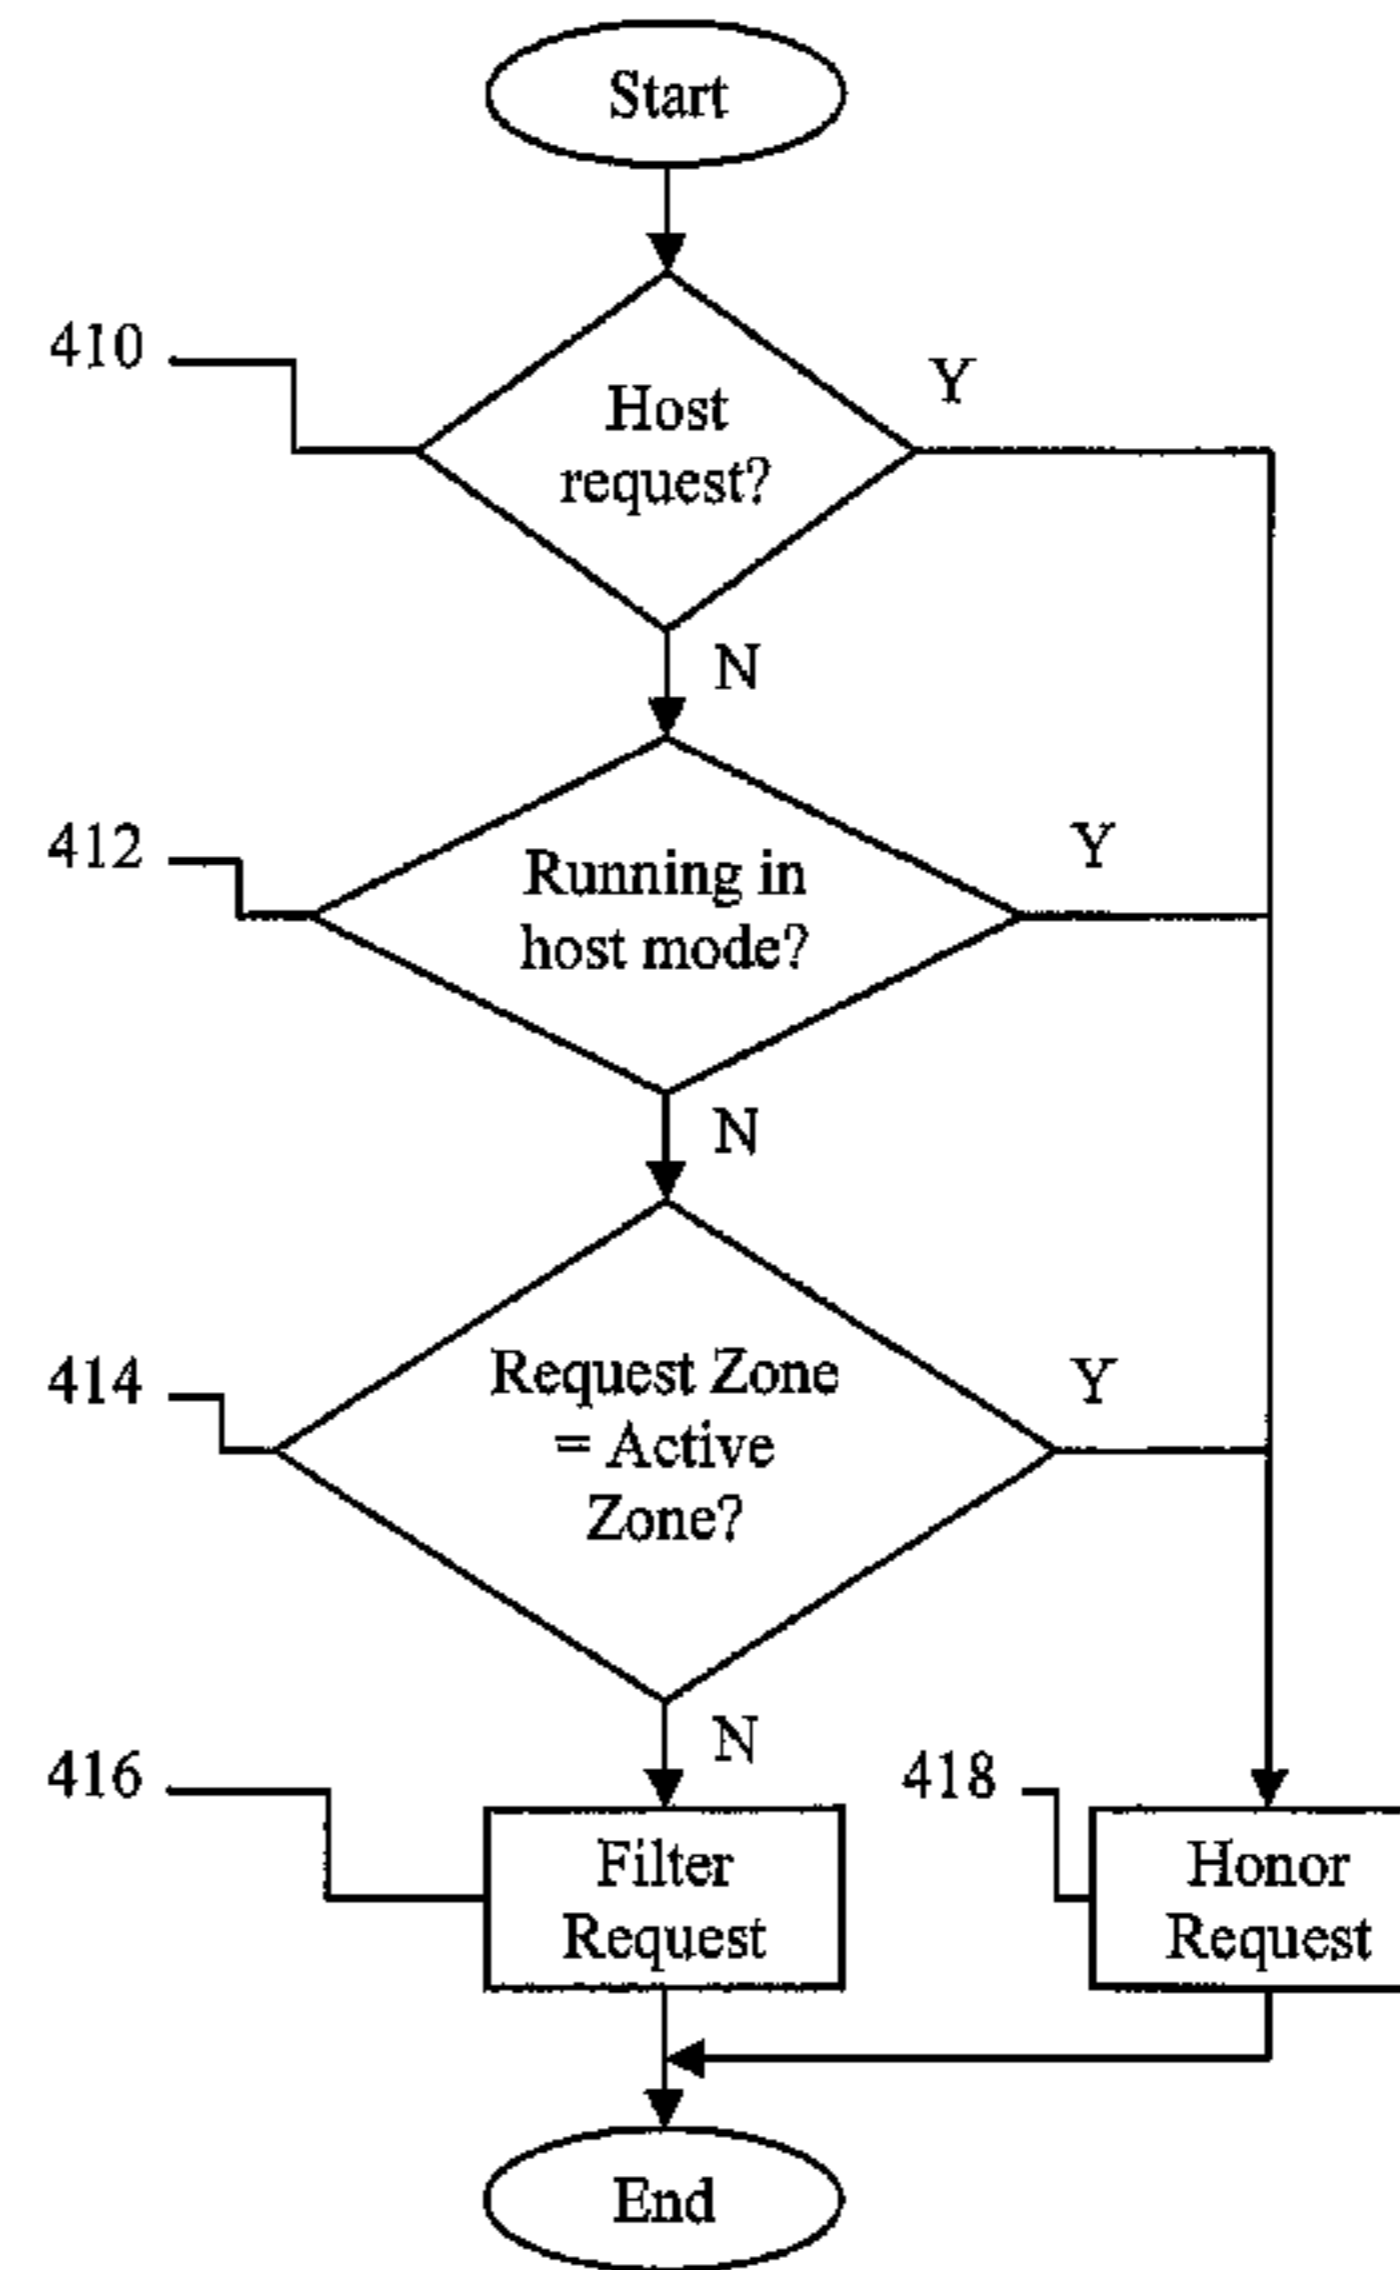 Start
410
Host
request?
Y
N
412
Running in
host mode?
Y
N
414
Request Zone
= Active
Zone?
Y
N
416
Filter
Request
418
Honor
Request
End